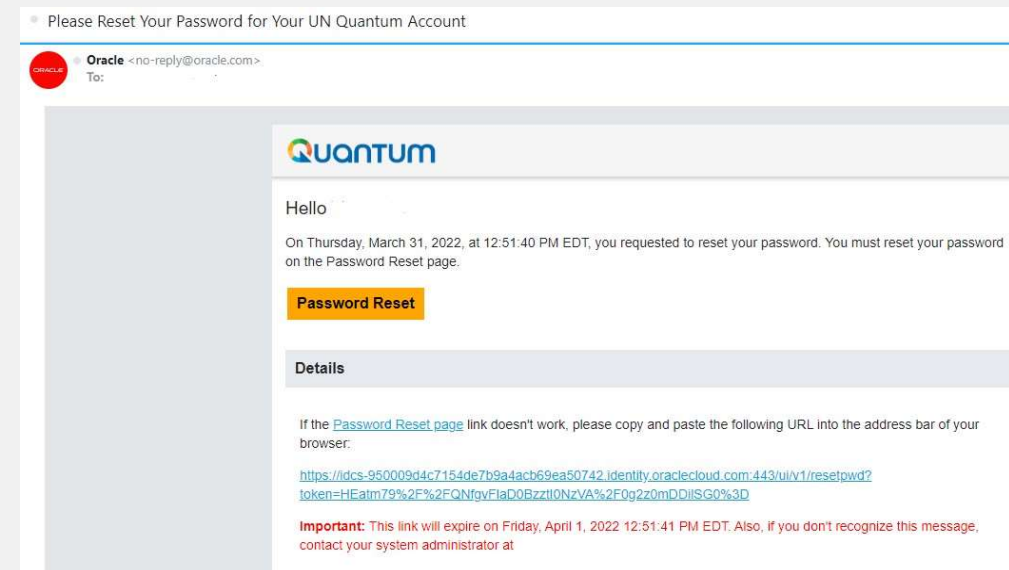 Please Reset Your Password for Your UN Quantum Account
ORACLE
Oracle <no-reply@oracle.com>
To:
Quantum
Hello
On Thursday, March 31, 2022, at 12:51:40 PM EDT, you requested to reset your password. You must reset your password
on the Password Reset page.
Password Reset
Details
If the Password Reset page link doesn't work, please copy and paste the following URL into the address bar of your
browser:
https://idcs-950009d4c7154de7b9a4acb69ea50742.identity.oraclecloud.com:443/ui/v1/resetpwd?
token=HEatm79%2F%2FQNfgvFIaD0BzztI0NzVA%2F0g2z0mDDilSG0%3D
Important: This link will expire on Friday, April 1, 2022 12:51:41 PM EDT. Also, if you don't recognize this message,
contact your system administrator at